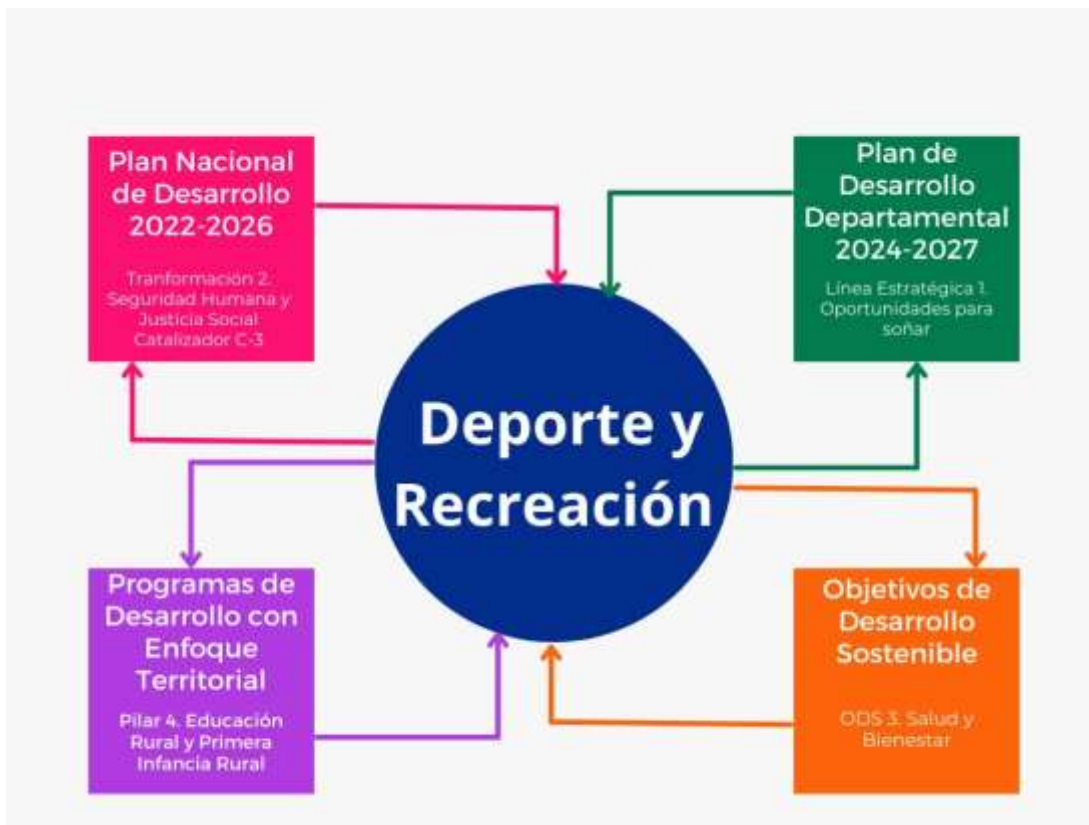 Plan Nacional
de Desarrollo
2022-2026
Tranformación 2.
Seguridad Humana y
Justicia Social
Catalizador C-3
Plan de
Desarrollo
Departamental
2024-2027
Línea Estratégica 1.
Oportunidades para
soñar
Deporte y
Recreación
Programas de
Desarrollo con
Enfoque
Territorial
Pilar 4. Educación
Rural y Primera
Infancia Rural
Objetivos de
Desarrollo
Sostenible
ODS 3. Salud y
Bienestar